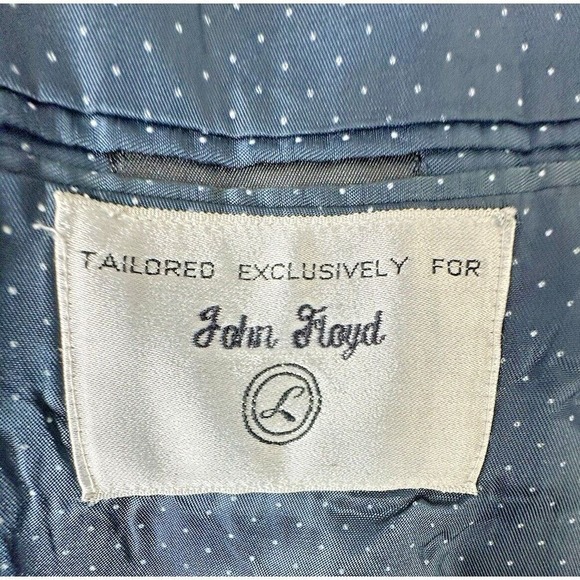 TAILORED EXCLUSIVELY FOR
John Floyd
L